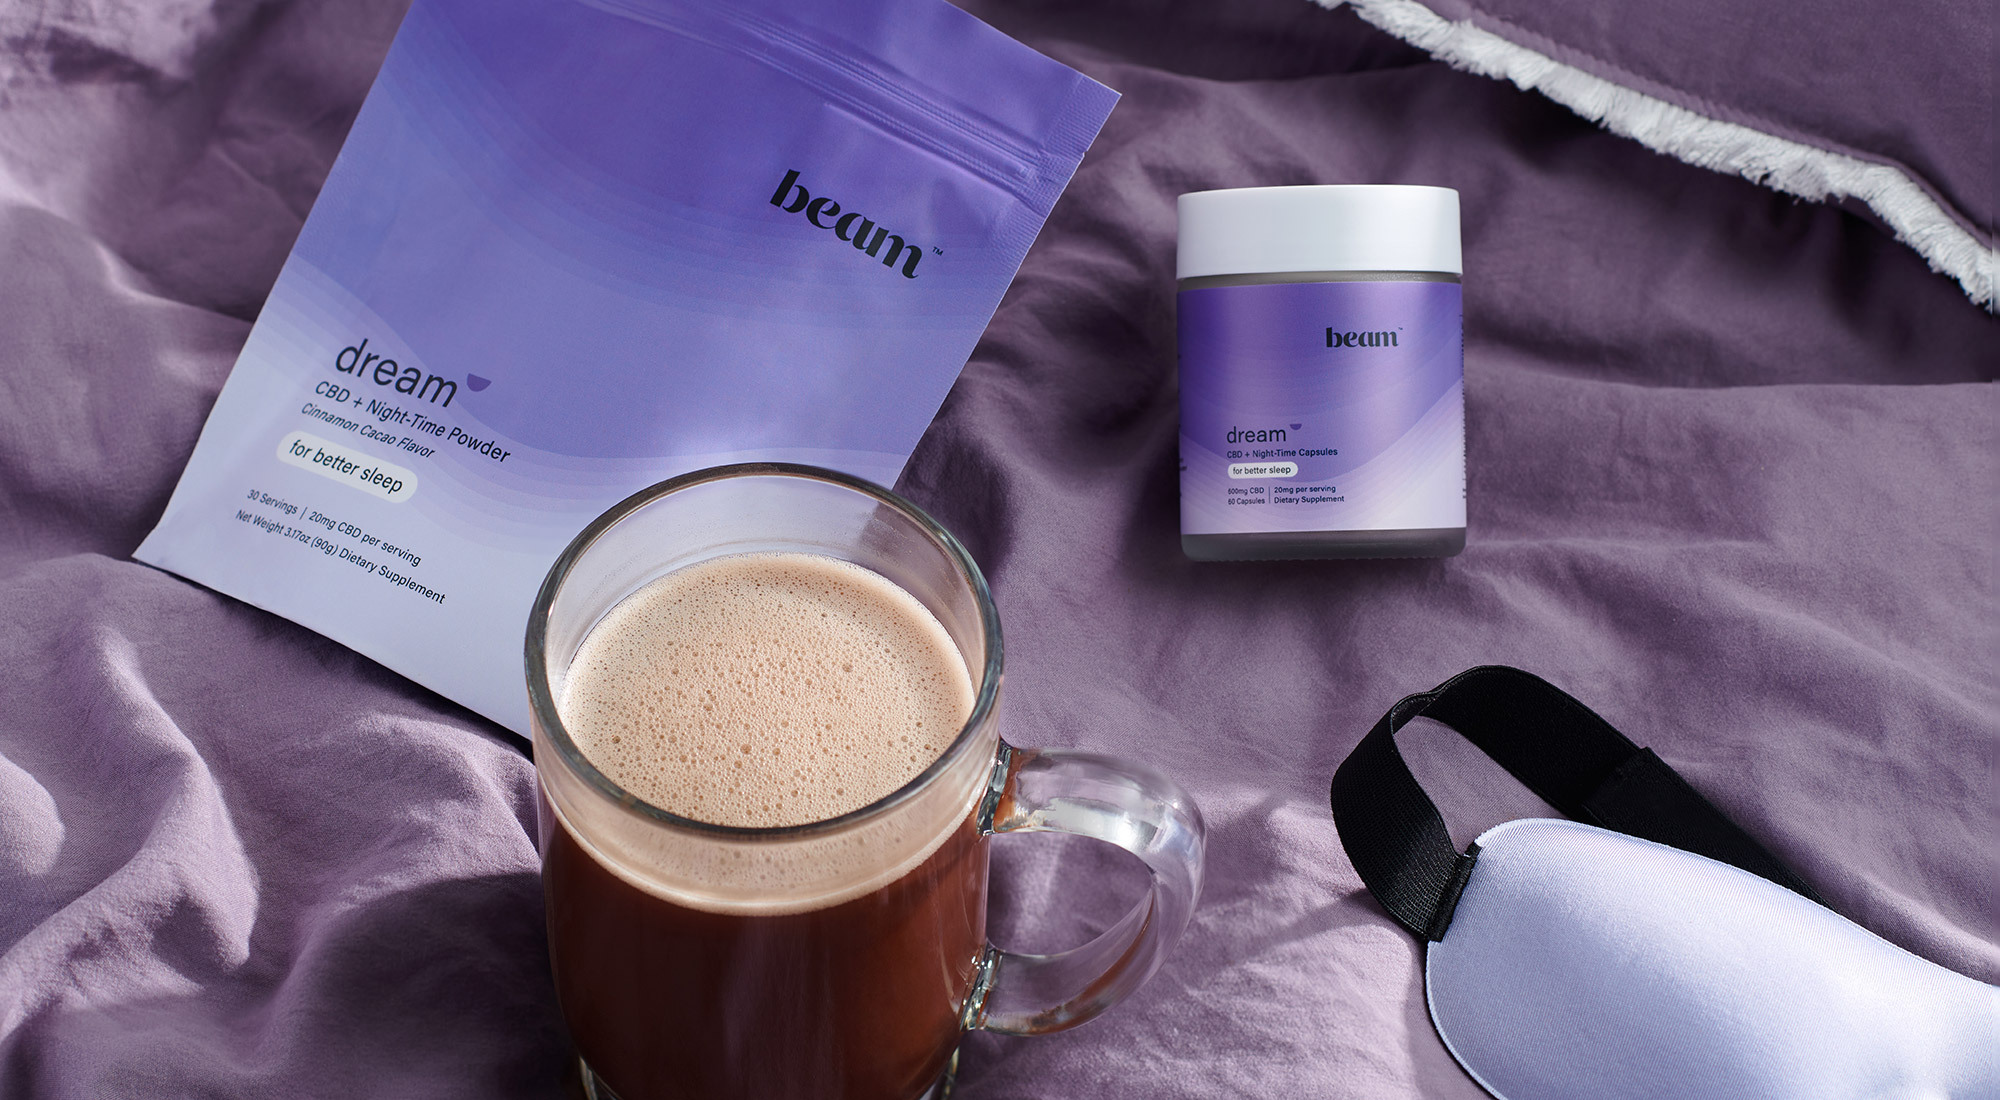 beam™
dream
CBD + Night-Time Powder
Cinnamon Cacao Flavor
for better sleep
30 Servings | 20mg CBD per serving
Net Weight 3.17oz (90g) Dietary Supplement
beam™
dream
CBD + Night-Time Capsules
for better sleep
600mg CBD | 20mg per serving
60 Capsules | Dietary Supplement